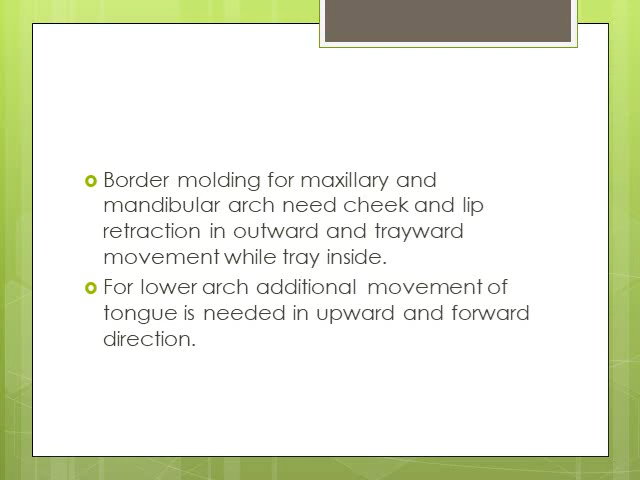 Border molding for maxillary and
mandibular arch need cheek and lip
retraction in outward and trayward
movement while tray inside.
For lower arch additional movement of
tongue is needed in upward and forward
direction.